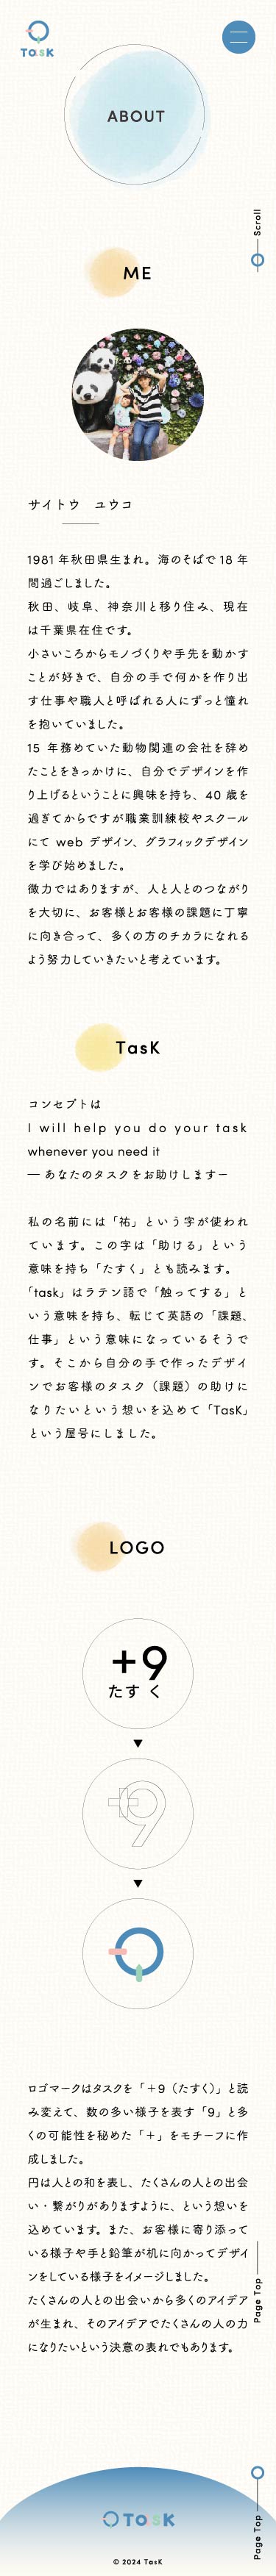 TasK
ABOUT
Scroll
ME
サイトウ　ユウコ
1981 年秋田県生まれ。海のそばで 18 年
間過ごしました。
秋田、岐阜、神奈川と移り住み、現在
は千葉県在住です。
小さいころからモノづくりや手先を動かす
ことが好きで、自分の手で何かを作り出
す仕事や職人と呼ばれる人にずっと憧れ
を抱いていました。
15 年務めていた動物関連の会社を辞め
たことをきっかけに、自分でデザインを作
り上げるということに興味を持ち、40 歳を
過ぎてからですが職業訓練校やスクール
にて web デザイン、グラフィックデザイン
を学び始めました。
微力ではありますが、人と人とのつながり
を大切に、お客様とお客様の課題に丁寧
に向き合って、多くの方のチカラになれる
よう努力していきたいと考えています。
TasK
コンセプトは
I will help you do your task
whenever you need it
― あなたのタスクをお助けしますー
私の名前には「祐」という字が使われ
ています。この字は「助ける」という
意味を持ち「たすく」とも読みます。
「task」はラテン語で「触ってする」と
いう意味を持ち、転じて英語の「課題、
仕事」という意味になっているそうで
す。そこから自分の手で作ったデザイ
ンでお客様のタスク（課題）の助けに
なりたいという想いを込めて「TasK」
という屋号にしました。
LOGO
+9
たす く
▼
+9
▼
ロゴマークはタスクを「＋9（たすく）」と読
み変えて、数の多い様子を表す「9」と多
くの可能性を秘めた「＋」をモチーフに作
成しました。
円は人との和を表し、たくさんの人との出会
い・繋がりがありますように、という想いを
込めています。また、お客様に寄り添って
いる様子や手と鉛筆が机に向かってデザイ
ンをしている様子をイメージしました。
たくさんの人との出会いから多くのアイデア
が生まれ、そのアイデアでたくさんの人の力
になりたいという決意の表れでもあります。
Page Top
Page Top
TasK
© 2024 TasK